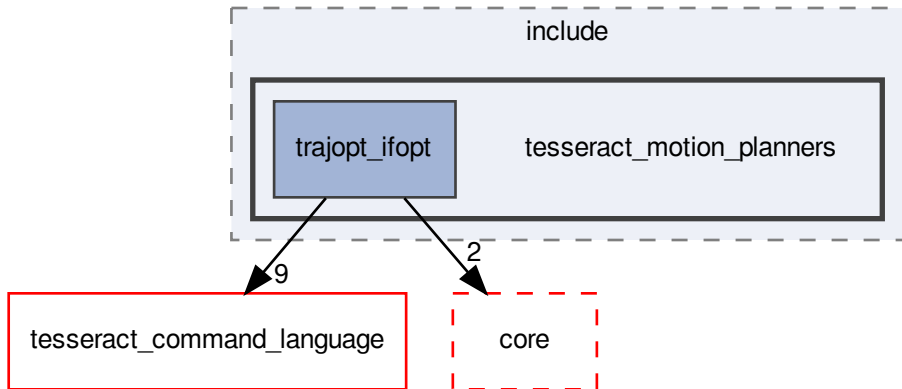 include
trajopt_ifopt
tesseract_motion_planners
9
2
tesseract_command_language
core